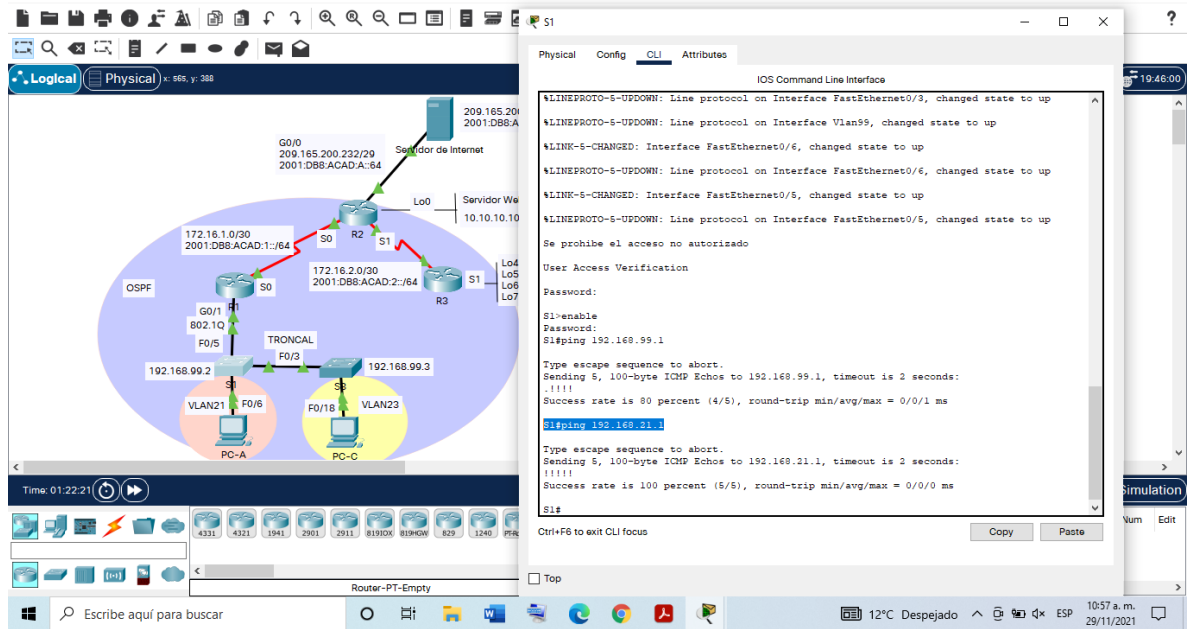 S1
?
Physical
Config
CLI
Attributes
IOS Command Line Interface
Logical
Physical
x: 565, y: 388
19:46:00
%LINEPROTO-5-UPDOWN: Line protocol on Interface FastEthernet0/3, changed state to up
%LINEPROTO-5-UPDOWN: Line protocol on Interface Vlan99, changed state to up
%LINK-5-CHANGED: Interface FastEthernet0/6, changed state to up
%LINEPROTO-5-UPDOWN: Line protocol on Interface FastEthernet0/6, changed state to up
%LINK-5-CHANGED: Interface FastEthernet0/5, changed state to up
%LINEPROTO-5-UPDOWN: Line protocol on Interface FastEthernet0/5, changed state to up
Se prohibe el acceso no autorizado
User Access Verification
Password:
S1>enable
Password:
S1#ping 192.168.99.1
Type escape sequence to abort.
Sending 5, 100-byte ICMP Echos to 192.168.99.1, timeout is 2 seconds:
.!!!!
Success rate is 80 percent (4/5), round-trip min/avg/max = 0/0/1 ms
S1#ping 192.168.21.1
Type escape sequence to abort.
Sending 5, 100-byte ICMP Echos to 192.168.21.1, timeout is 2 seconds:
!!!!!
Success rate is 100 percent (5/5), round-trip min/avg/max = 0/0/0 ms
S1#
Ctrl+F6 to exit CLI focus
Copy
Paste
Top
209.165.20
2001:DB8:A
G0/0
209.165.200.232/29
2001:DB8:ACAD:A::64
Servidor de Internet
Lo0
Servidor We
10.10.10.10
R2
172.16.1.0/30
2001:DB8:ACAD:1::/64
S0
S1
172.16.2.0/30
2001:DB8:ACAD:2::/64
Lo4
Lo5
Lo6
Lo7
S1
R3
OSPF
S0
R1
G0/1
802.1Q
F0/5
TRONCAL
F0/3
192.168.99.2
192.168.99.3
S1
S3
VLAN21
F0/6
F0/18
VLAN23
PC-A
PC-C
Time: 01:22:21
Simulation
4331
4321
1941
2901
2911
819IOX
819HGW
829
1240
Num
Edit
Router-PT-Empty
Escribe aquí para buscar
12°C Despejado
ESP
10:57 a. m.
29/11/2021